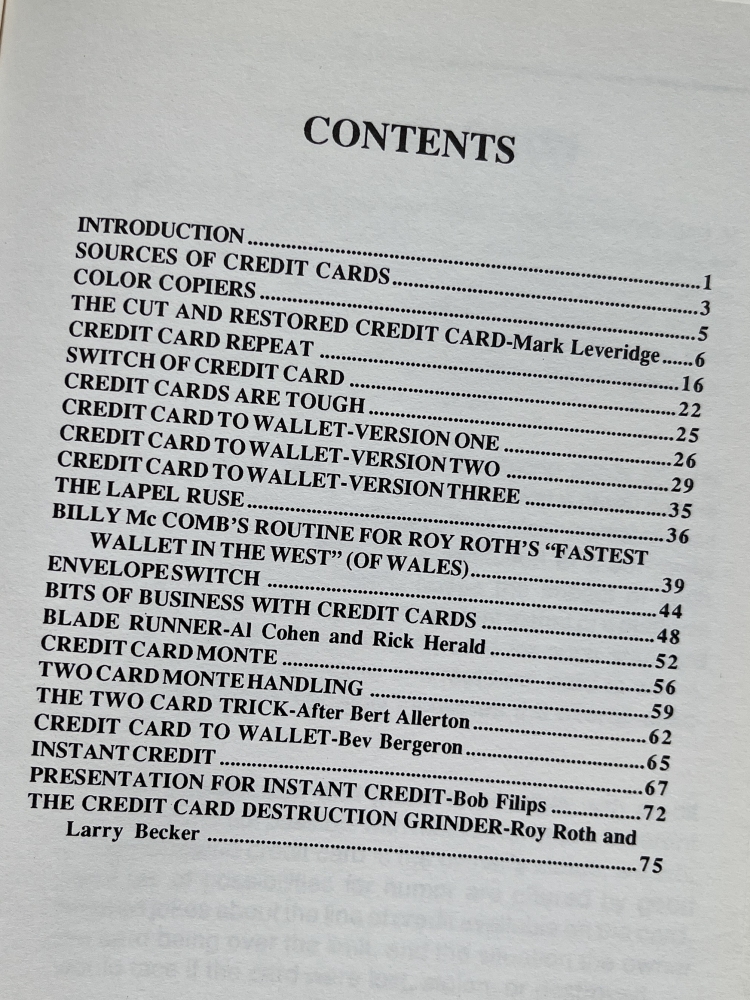 CONTENTS
INTRODUCTION ........ 1
SOURCES OF CREDIT CARDS ........ 3
COLOR COPIERS ........ 5
THE CUT AND RESTORED CREDIT CARD-Mark Leveridge ...... 6
CREDIT CARD REPEAT ........ 16
SWITCH OF CREDIT CARD ........ 22
CREDIT CARDS ARE TOUGH ........ 25
CREDIT CARD TO WALLET-VERSION ONE ........ 26
CREDIT CARD TO WALLET-VERSION TWO ........ 29
CREDIT CARD TO WALLET-VERSION THREE ........ 35
THE LAPEL RUSE ........ 36
BILLY Mc COMB'S ROUTINE FOR ROY ROTH'S "FASTEST
WALLET IN THE WEST" (OF WALES) ........ 39
ENVELOPE SWITCH ........ 44
BITS OF BUSINESS WITH CREDIT CARDS ........ 48
BLADE RUNNER-Al Cohen and Rick Herald ........ 52
CREDIT CARD MONTE ........ 56
TWO CARD MONTE HANDLING ........ 59
THE TWO CARD TRICK-After Bert Allerton ........ 62
CREDIT CARD TO WALLET-Bev Bergeron ........ 65
INSTANT CREDIT ........ 67
PRESENTATION FOR INSTANT CREDIT-Bob Filips ........ 72
THE CREDIT CARD DESTRUCTION GRINDER-Roy Roth and
Larry Becker ........ 75